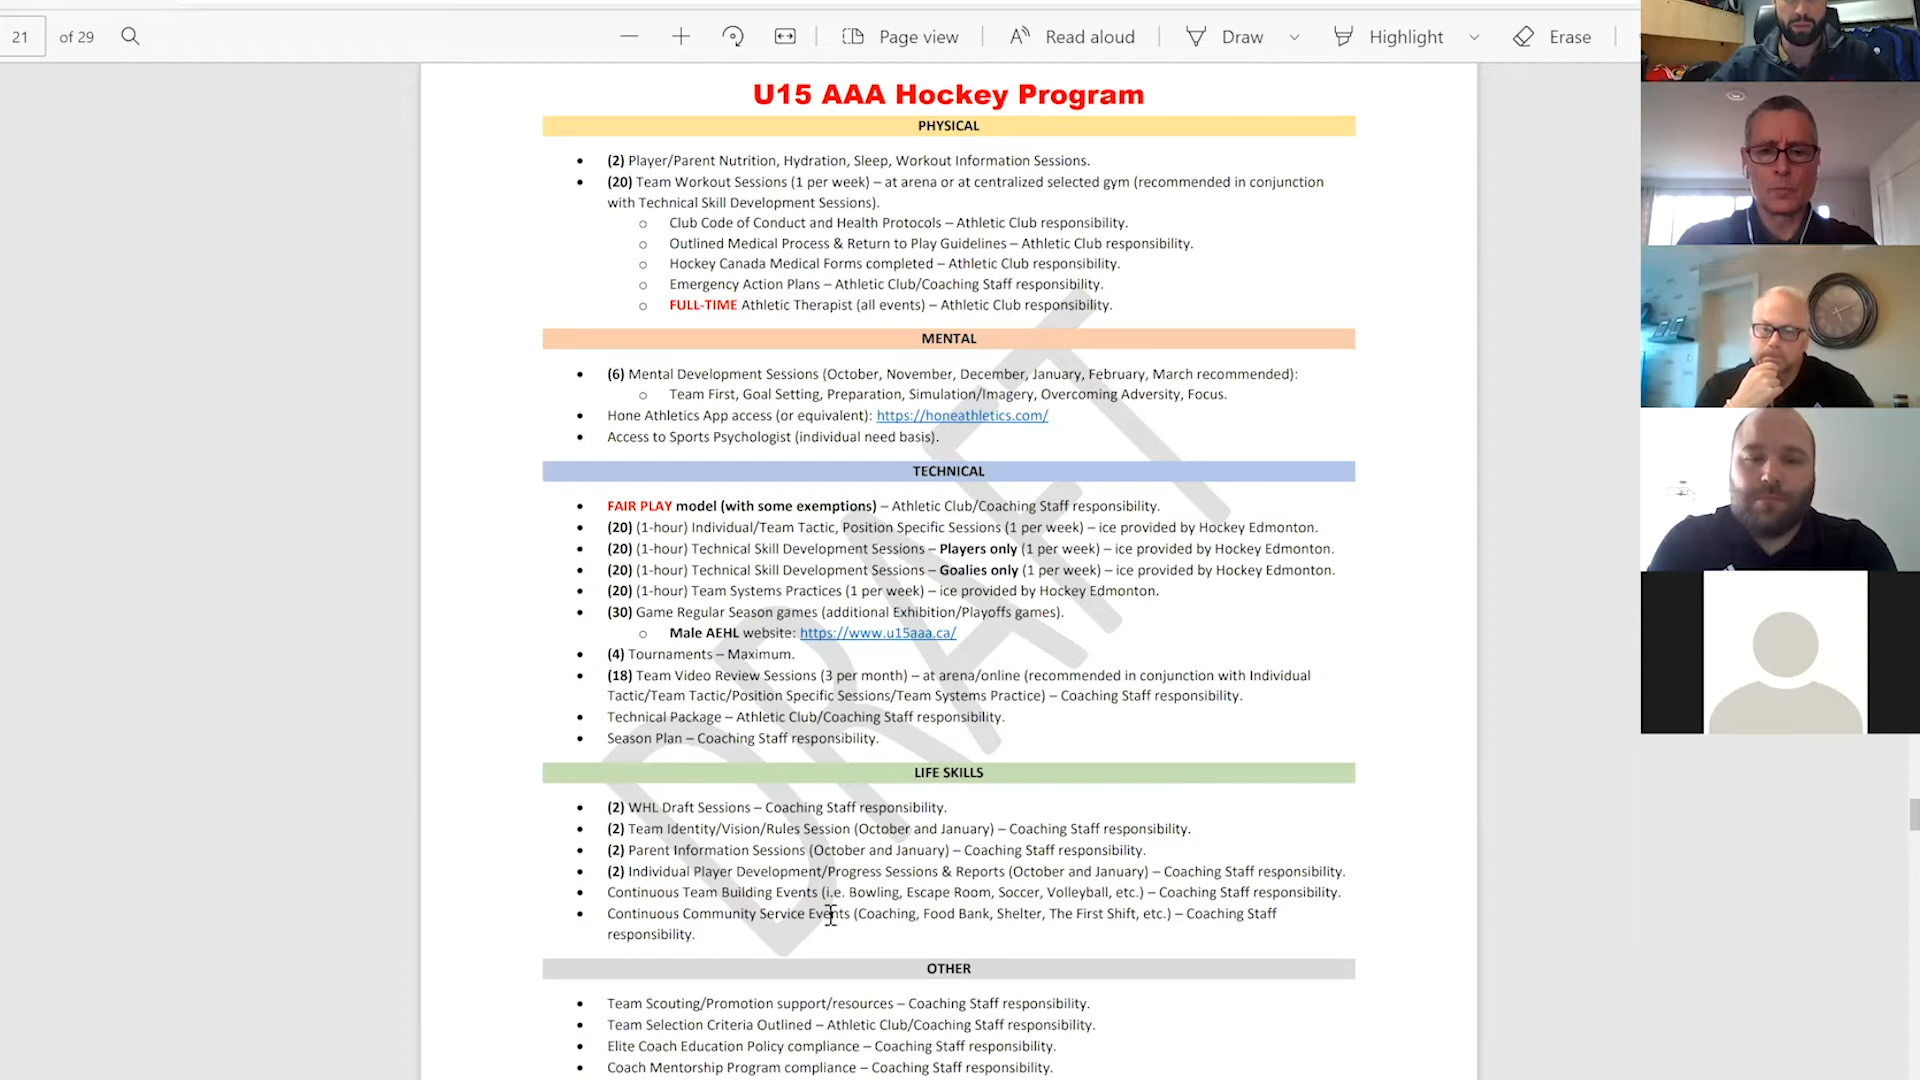 21 of 29 Page view Read aloud Draw Highlight Erase
U15 AAA Hockey Program
PHYSICAL
• (2) Player/Parent Nutrition, Hydration, Sleep, Workout Information Sessions.
• (20) Team Workout Sessions (1 per week) – at arena or at centralized selected gym (recommended in conjunction
with Technical Skill Development Sessions).
o Club Code of Conduct and Health Protocols – Athletic Club responsibility.
o Outlined Medical Process & Return to Play Guidelines – Athletic Club responsibility.
o Hockey Canada Medical Forms completed – Athletic Club responsibility.
o Emergency Action Plans – Athletic Club/Coaching Staff responsibility.
o FULL-TIME Athletic Therapist (all events) – Athletic Club responsibility.
MENTAL
• (6) Mental Development Sessions (October, November, December, January, February, March recommended):
o Team First, Goal Setting, Preparation, Simulation/Imagery, Overcoming Adversity, Focus.
• Hone Athletics App access (or equivalent): https://honeathletics.com/
• Access to Sports Psychologist (individual need basis).
TECHNICAL
• FAIR PLAY model (with some exemptions) – Athletic Club/Coaching Staff responsibility.
• (20) (1-hour) Individual/Team Tactic, Position Specific Sessions (1 per week) – ice provided by Hockey Edmonton.
• (20) (1-hour) Technical Skill Development Sessions – Players only (1 per week) – ice provided by Hockey Edmonton.
• (20) (1-hour) Technical Skill Development Sessions – Goalies only (1 per week) – ice provided by Hockey Edmonton.
• (20) (1-hour) Team Systems Practices (1 per week) – ice provided by Hockey Edmonton.
• (30) Game Regular Season games (additional Exhibition/Playoffs games).
o Male AEHL website: https://www.u15aaa.ca/
• (4) Tournaments – Maximum.
• (18) Team Video Review Sessions (3 per month) – at arena/online (recommended in conjunction with Individual
Tactic/Team Tactic/Position Specific Sessions/Team Systems Practice) – Coaching Staff responsibility.
• Technical Package – Athletic Club/Coaching Staff responsibility.
• Season Plan – Coaching Staff responsibility.
LIFE SKILLS
• (2) WHL Draft Sessions – Coaching Staff responsibility.
• (2) Team Identity/Vision/Rules Session (October and January) – Coaching Staff responsibility.
• (2) Parent Information Sessions (October and January) – Coaching Staff responsibility.
• (2) Individual Player Development/Progress Sessions & Reports (October and January) – Coaching Staff responsibility.
• Continuous Team Building Events (i.e. Bowling, Escape Room, Soccer, Volleyball, etc.) – Coaching Staff responsibility.
• Continuous Community Service Events (Coaching, Food Bank, Shelter, The First Shift, etc.) – Coaching Staff
responsibility.
OTHER
• Team Scouting/Promotion support/resources – Coaching Staff responsibility.
• Team Selection Criteria Outlined – Athletic Club/Coaching Staff responsibility.
• Elite Coach Education Policy compliance – Coaching Staff responsibility.
• Coach Mentorship Program compliance – Coaching Staff responsibility.
DRAFT